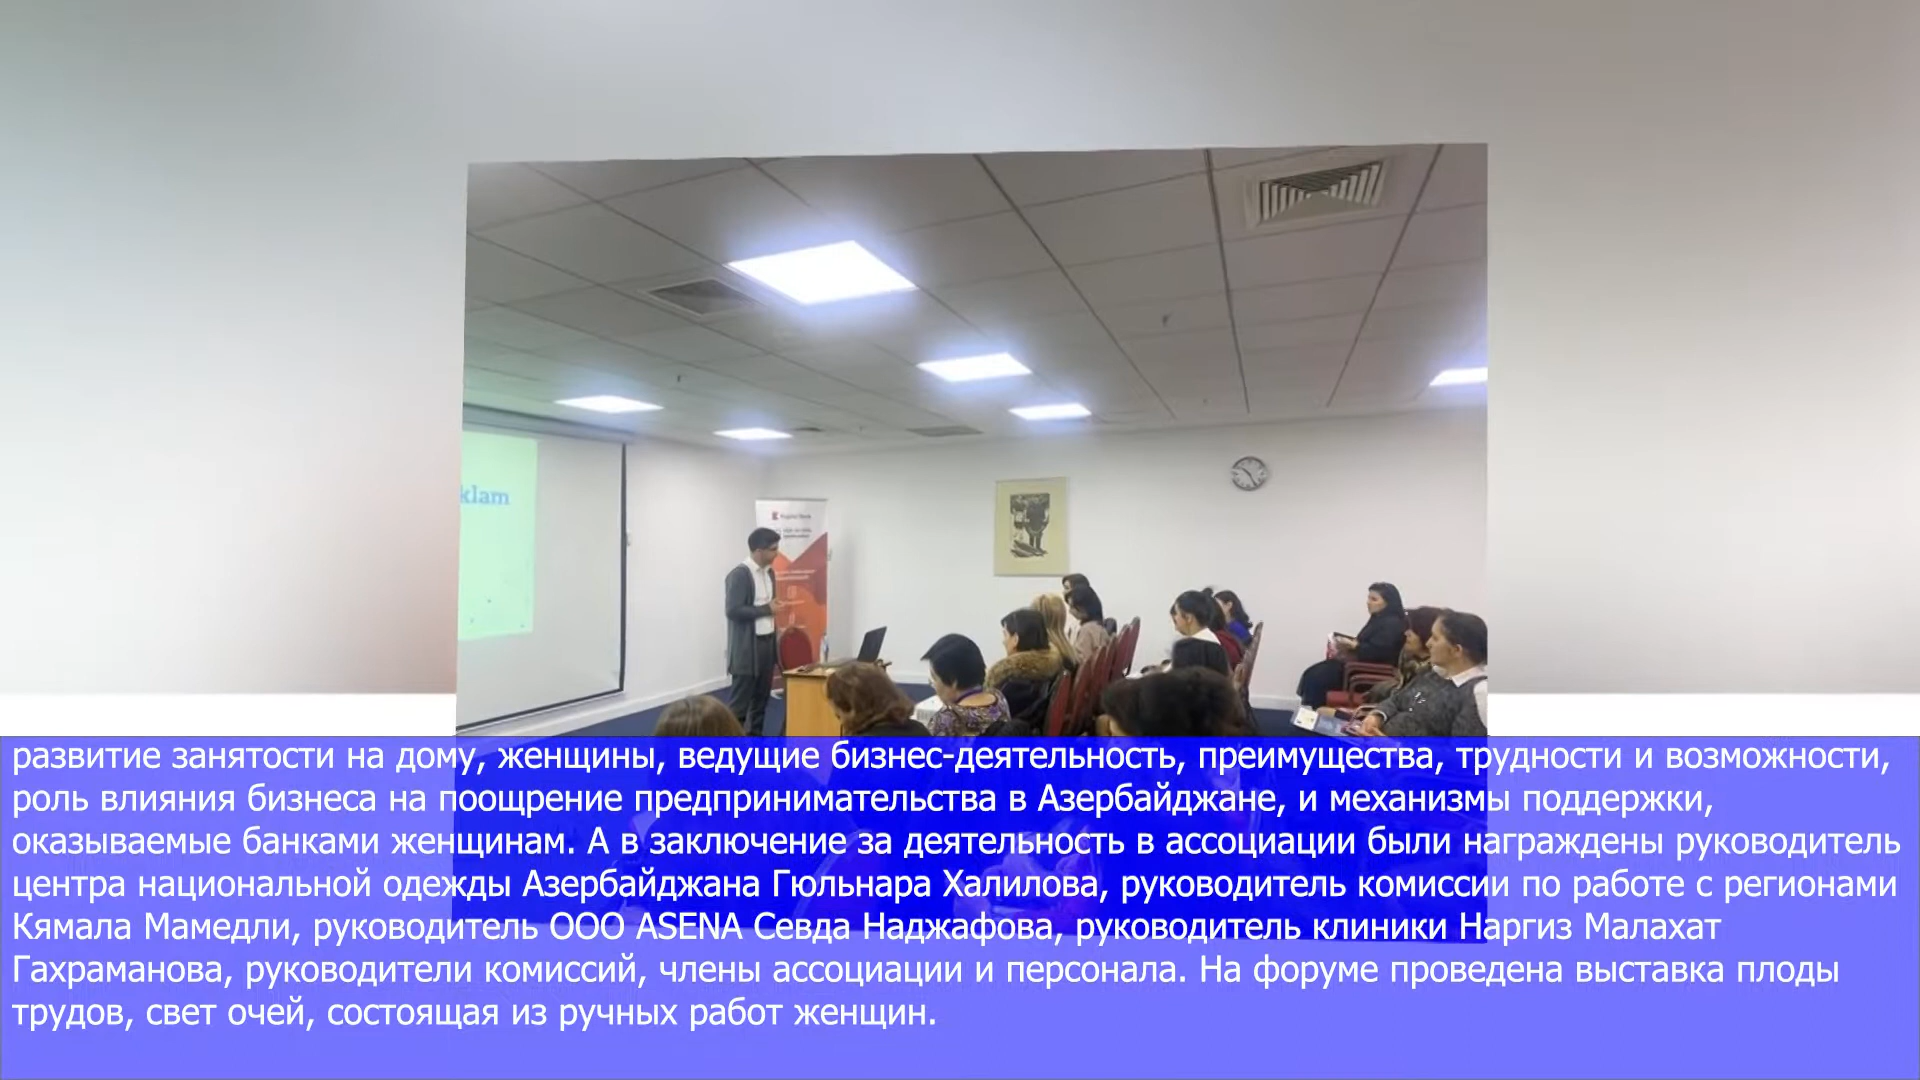 klam
развитие занятости на дому, женщины, ведущие бизнес-деятельность, преимущества, трудности и возможности,
роль влияния бизнеса на поощрение предпринимательства в Азербайджане, и механизмы поддержки,
оказываемые банками женщинам. А в заключение за деятельность в ассоциации были награждены руководитель
центра национальной одежды Азербайджана Гюльнара Халилова, руководитель комиссии по работе с регионами
Кямала Мамедли, руководитель ООО ASENA Севда Наджафова, руководитель клиники Наргиз Малахат
Гахраманова, руководители комиссий, члены ассоциации и персонала. На форуме проведена выставка плоды
трудов, свет очей, состоящая из ручных работ женщин.